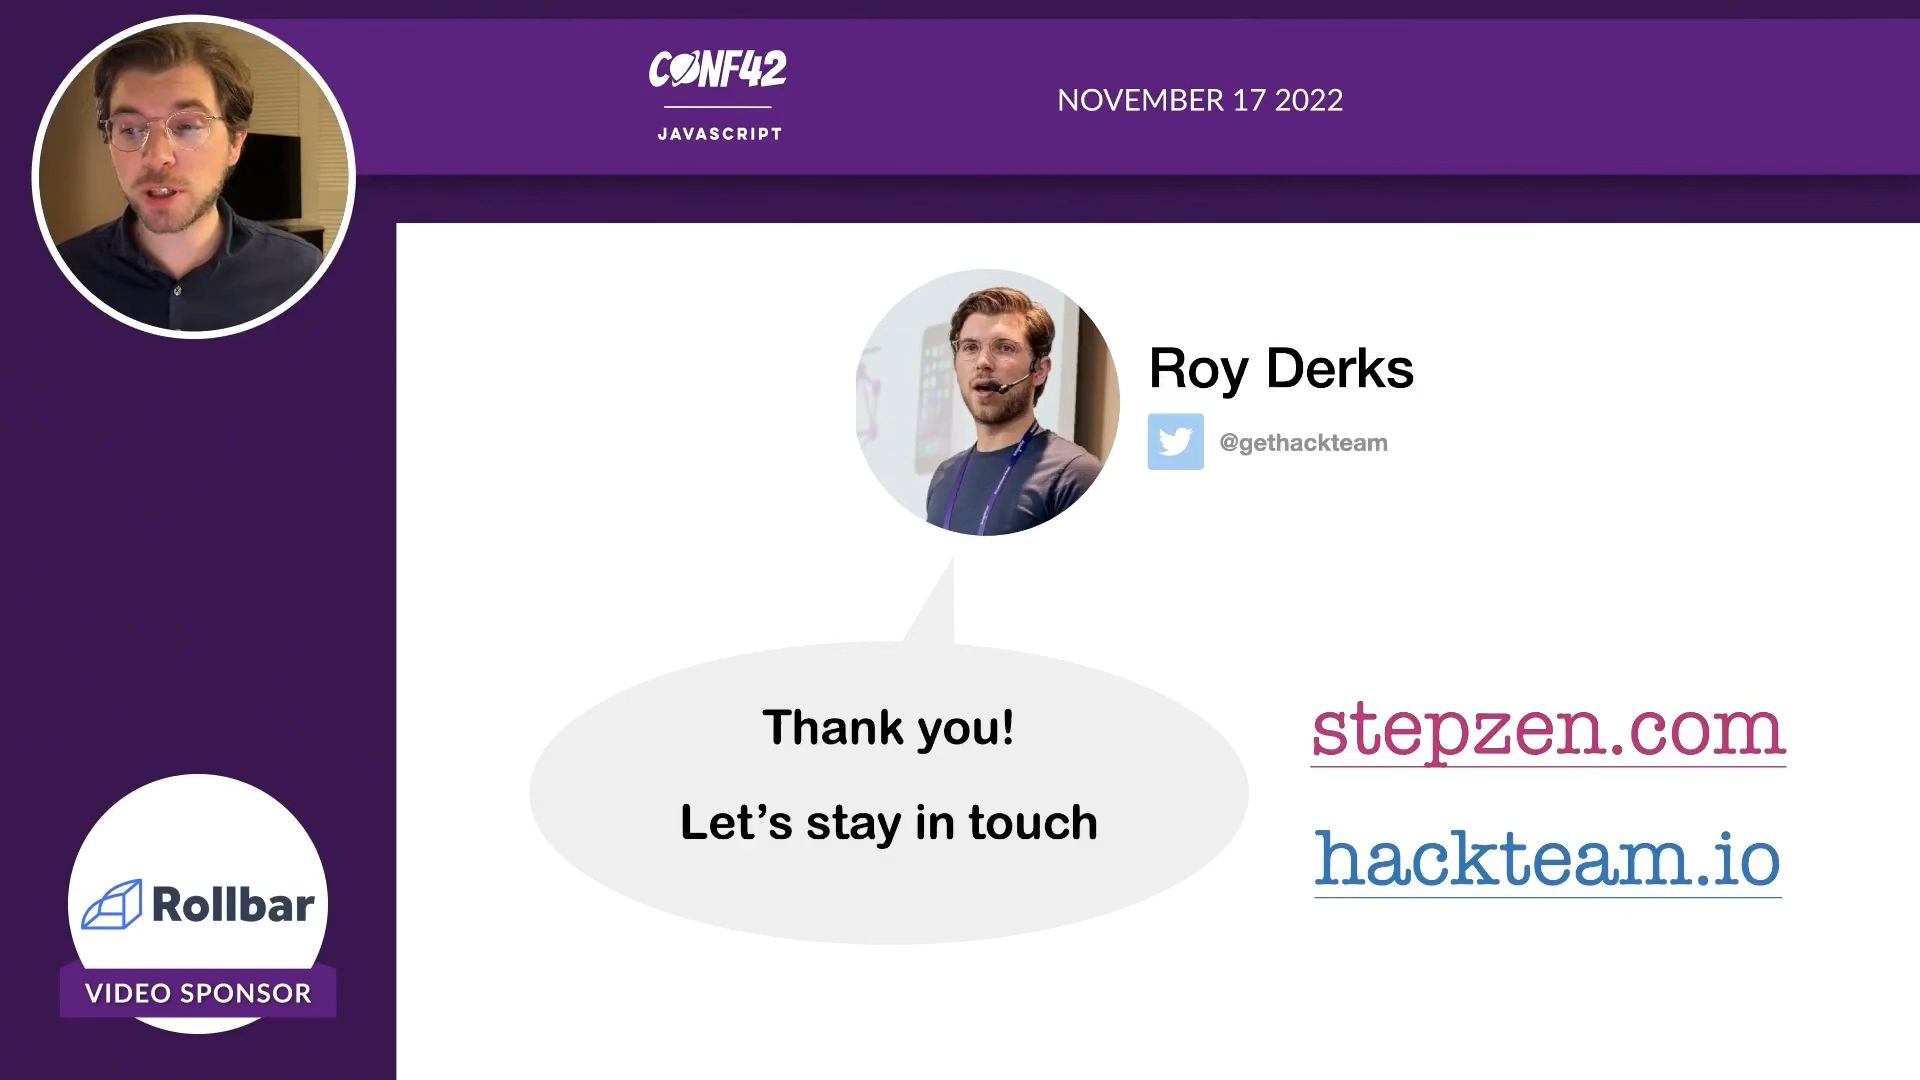 CONF42
JAVASCRIPT
NOVEMBER 17 2022
Roy Derks
@gethackteam
Thank you!
Let's stay in touch
stepzen.com
hackteam.io
Rollbar
VIDEO SPONSOR